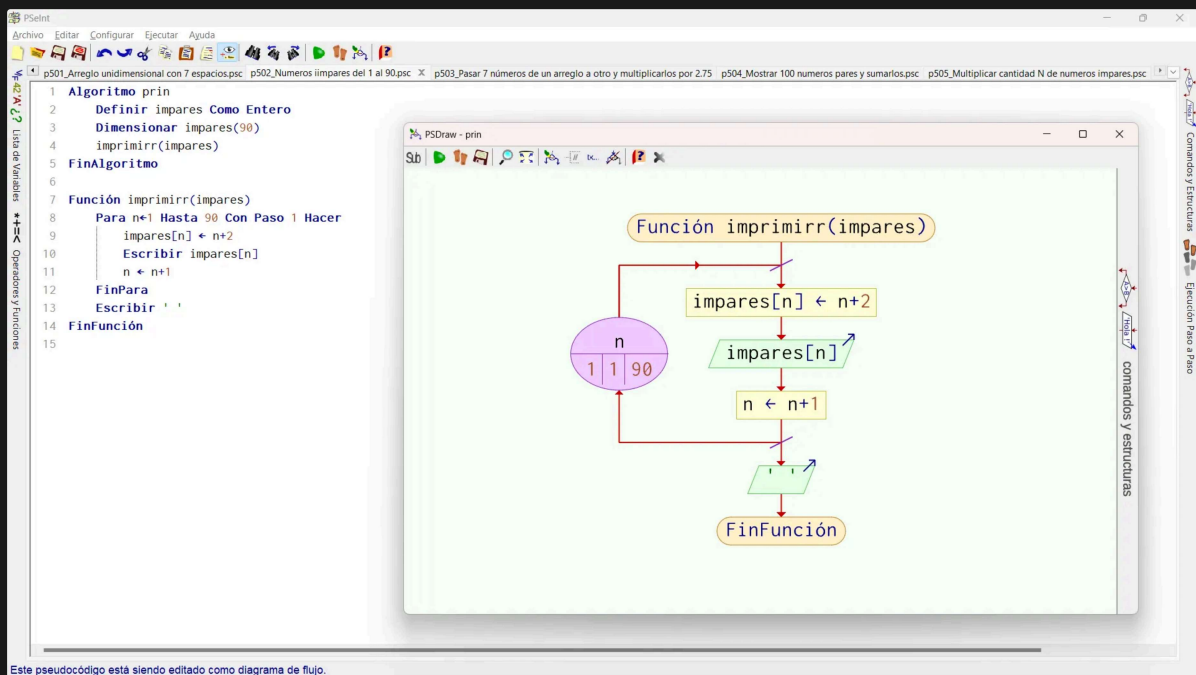 PSeInt
Archivo Editar Configurar Ejecutar Ayuda
p501_Arreglo unidimensional con 7 espacios.psc p502_Numeros iimpares del 1 al 90.psc X p503_Pasar 7 números de un arreglo a otro y multiplicarlos por 2.75 p504_Mostrar 100 numeros pares y sumarlos.psc p505_Multiplicar cantidad N de numeros impares.psc
1 Algoritmo prin
2 Definir impares Como Entero
3 Dimensionar impares(90)
4 imprimirr(impares)
5 FinAlgoritmo
6
7 Función imprimirr(impares)
8 Para n←1 Hasta 90 Con Paso 1 Hacer
9 impares[n] ← n+2
10 Escribir impares[n]
11 n ← n+1
12 FinPara
13 Escribir ' '
14 FinFunción
15
Lista de Variables
*+=< Operadores y Funciones
PSDraw - prin
Sub
Función imprimirr(impares)
impares[n] ← n+2
n
1 1 90
impares[n]
n ← n+1
' '
FinFunción
A>B
"Hola !"
comandos y estructuras
Comandos y Estructuras
Ejecución Paso a Paso
Este pseudocódigo está siendo editado como diagrama de flujo.